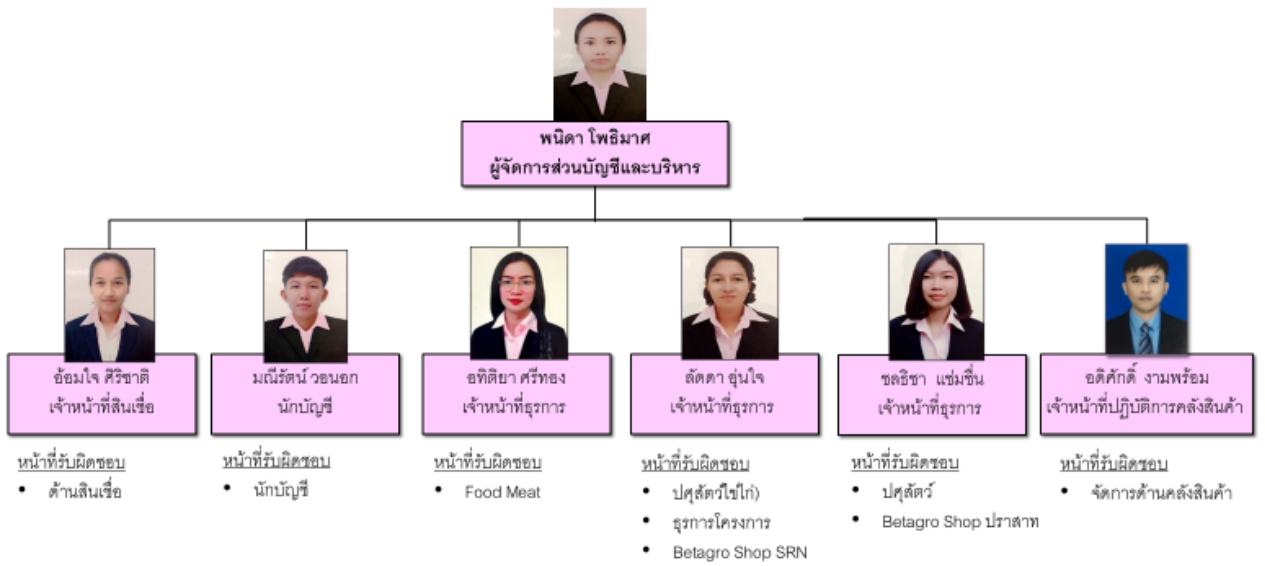 พนิดา โพธิมาศ
ผู้จัดการส่วนบัญชีและบริหาร
อ้อมใจ ศิริชาติ
เจ้าหน้าที่สินเชื่อ
มณีรัตน์ วอนอก
นักบัญชี
อทิติยา ศรีทอง
เจ้าหน้าที่ธุรการ
ลัดดา อุ่นใจ
เจ้าหน้าที่ธุรการ
ชลธิชา แช่มชื่น
เจ้าหน้าที่ธุรการ
อดิศักดิ์ งามพร้อม
เจ้าหน้าที่ปฏิบัติการคลังสินค้า
หน้าที่รับผิดชอบ
• ด้านสินเชื่อ
หน้าที่รับผิดชอบ
• นักบัญชี
หน้าที่รับผิดชอบ
• Food Meat
หน้าที่รับผิดชอบ
• ปศุสัตว์ไข่ไก่)
• ธุรการโครงการ
• Betagro Shop SRN
หน้าที่รับผิดชอบ
• ปศุสัตว์
• Betagro Shop ปราสาท
หน้าที่รับผิดชอบ
• จัดการด้านคลังสินค้า